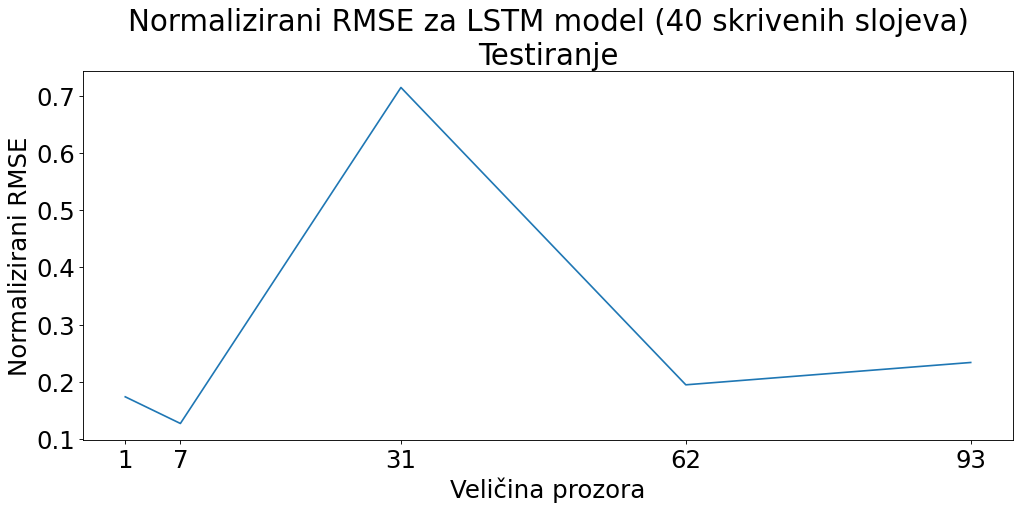 Normalizirani RMSE za LSTM model (40 skrivenih slojeva)
Testiranje
Normalizirani RMSE
0.7
0.6
0.5
0.4
0.3
0.2
0.1
1 7 31 62 93
Veličina prozora